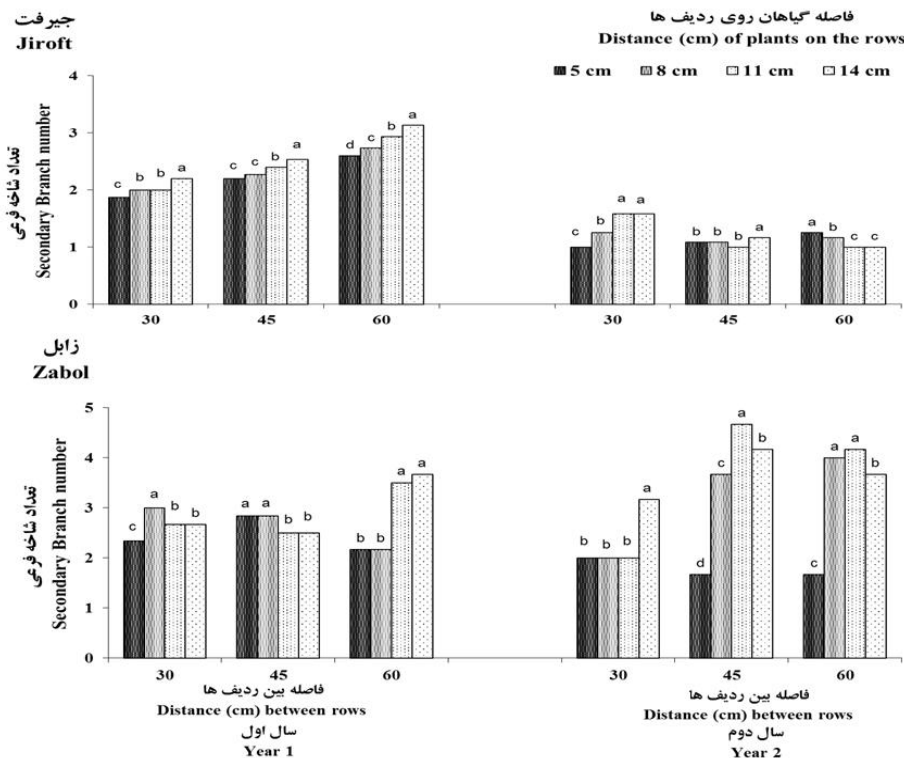 جیرفت
Jiroft
فاصله گیاهان روی ردیف ها
Distance (cm) of plants on the rows
5 cm 8 cm 11 cm 14 cm
تعداد شاخه فرعی
Secondary Branch number
4
3
2
1
0
c b b a c c b a d c b a
c b a a b b b a a b c c
30 45 60 30 45 60
زابل
Zabol
تعداد شاخه فرعی
Secondary Branch number
5
4
3
2
1
0
c a b b a a b b b b a a
b b b a d c a b c a a b
30 45 60 30 45 60
فاصله بین ردیف ها
Distance (cm) between rows
سال اول
Year 1
فاصله بین ردیف ها
Distance (cm) between rows
سال دوم
Year 2